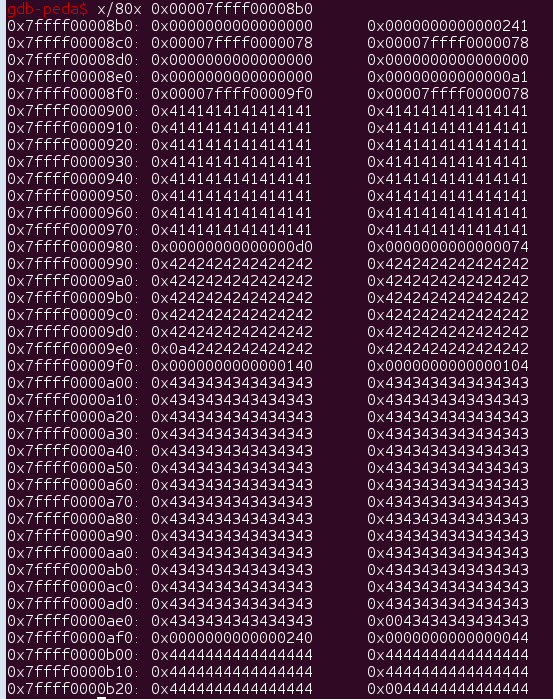 gdb-peda$ x/80x 0x00007ffff00008b0
0x7ffff00008b0: 0x0000000000000000 0x0000000000000241
0x7ffff00008c0: 0x00007ffff0000078 0x00007ffff0000078
0x7ffff00008d0: 0x0000000000000000 0x0000000000000000
0x7ffff00008e0: 0x0000000000000000 0x00000000000000a1
0x7ffff00008f0: 0x00007ffff00009f0 0x00007ffff0000078
0x7ffff0000900: 0x4141414141414141 0x4141414141414141
0x7ffff0000910: 0x4141414141414141 0x4141414141414141
0x7ffff0000920: 0x4141414141414141 0x4141414141414141
0x7ffff0000930: 0x4141414141414141 0x4141414141414141
0x7ffff0000940: 0x4141414141414141 0x4141414141414141
0x7ffff0000950: 0x4141414141414141 0x4141414141414141
0x7ffff0000960: 0x4141414141414141 0x4141414141414141
0x7ffff0000970: 0x4141414141414141 0x4141414141414141
0x7ffff0000980: 0x00000000000000d0 0x0000000000000074
0x7ffff0000990: 0x4242424242424242 0x4242424242424242
0x7ffff00009a0: 0x4242424242424242 0x4242424242424242
0x7ffff00009b0: 0x4242424242424242 0x4242424242424242
0x7ffff00009c0: 0x4242424242424242 0x4242424242424242
0x7ffff00009d0: 0x4242424242424242 0x4242424242424242
0x7ffff00009e0: 0x0a42424242424242 0x4242424242424242
0x7ffff00009f0: 0x0000000000000140 0x0000000000000104
0x7ffff0000a00: 0x4343434343434343 0x4343434343434343
0x7ffff0000a10: 0x4343434343434343 0x4343434343434343
0x7ffff0000a20: 0x4343434343434343 0x4343434343434343
0x7ffff0000a30: 0x4343434343434343 0x4343434343434343
0x7ffff0000a40: 0x4343434343434343 0x4343434343434343
0x7ffff0000a50: 0x4343434343434343 0x4343434343434343
0x7ffff0000a60: 0x4343434343434343 0x4343434343434343
0x7ffff0000a70: 0x4343434343434343 0x4343434343434343
0x7ffff0000a80: 0x4343434343434343 0x4343434343434343
0x7ffff0000a90: 0x4343434343434343 0x4343434343434343
0x7ffff0000aa0: 0x4343434343434343 0x4343434343434343
0x7ffff0000ab0: 0x4343434343434343 0x4343434343434343
0x7ffff0000ac0: 0x4343434343434343 0x4343434343434343
0x7ffff0000ad0: 0x4343434343434343 0x4343434343434343
0x7ffff0000ae0: 0x4343434343434343 0x0043434343434343
0x7ffff0000af0: 0x0000000000000240 0x0000000000000044
0x7ffff0000b00: 0x4444444444444444 0x4444444444444444
0x7ffff0000b10: 0x4444444444444444 0x4444444444444444
0x7ffff0000b20: 0x4444444444444444 0x0044444444444444